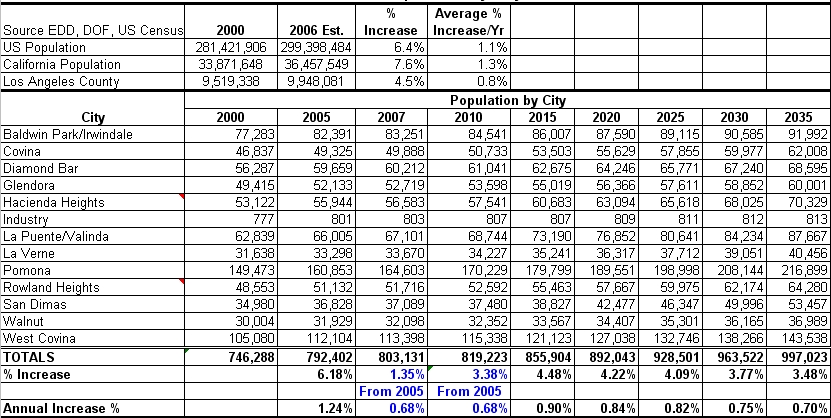 % Average %
Source EDD, DOF, US Census 2000 2006 Est. Increase Increase/Yr
US Population 281,421,906 299,398,484 6.4% 1.1%
California Population 33,871,648 36,457,549 7.6% 1.3%
Los Angeles County 9,519,338 9,948,081 4.5% 0.8%
Population by City
City 2000 2005 2007 2010 2015 2020 2025 2030 2035
Baldwin Park/Irwindale 77,283 82,391 83,251 84,541 86,007 87,590 89,115 90,585 91,992
Covina 46,837 49,325 49,888 50,733 53,503 55,629 57,855 59,977 62,008
Diamond Bar 56,287 59,659 60,212 61,041 62,675 64,246 65,771 67,240 68,595
Glendora 49,415 52,133 52,719 53,598 55,019 56,366 57,611 58,852 60,001
Hacienda Heights 53,122 55,944 56,583 57,541 60,683 63,094 65,618 68,025 70,329
Industry 777 801 803 807 807 809 811 812 813
La Puente/Valinda 62,839 66,005 67,101 68,744 73,190 76,852 80,641 84,234 87,667
La Verne 31,638 33,298 33,670 34,227 35,241 36,317 37,712 39,051 40,456
Pomona 149,473 160,853 164,603 170,229 179,799 189,551 198,998 208,144 216,899
Rowland Heights 48,553 51,132 51,716 52,592 55,463 57,667 59,975 62,174 64,280
San Dimas 34,980 36,828 37,089 37,480 38,827 42,477 46,347 49,996 53,457
Walnut 30,004 31,929 32,098 32,352 33,567 34,407 35,301 36,165 36,989
West Covina 105,080 112,104 113,398 115,338 121,123 127,038 132,746 138,266 143,538
TOTALS 746,288 792,402 803,131 819,223 855,904 892,043 928,501 963,522 997,023
% Increase 6.18% 1.35% 3.38% 4.48% 4.22% 4.09% 3.77% 3.48%
From 2005 From 2005
Annual Increase % 1.24% 0.68% 0.68% 0.90% 0.84% 0.82% 0.75% 0.70%